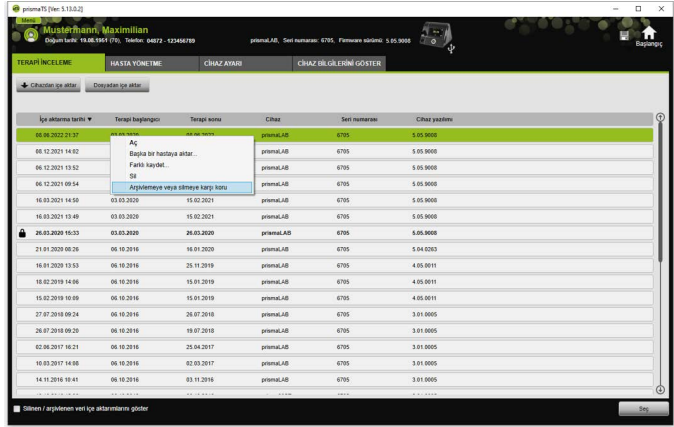 prismaTS [Ver. 5.13.0.2]
Menü
Mustermann, Maximilian
Doğum tarihi: 19.08.1951 (70), Telefon: 04872 - 123456789
prismaLAB, Seri numarası: 6705, Firmware sürümü: 5.05.9008
Başlangıç
TERAPİ İNCELEME HASTA YÖNETME CİHAZ AYARI CİHAZ BİLGİLERİNİ GÖSTER
Cihazdan içe aktar Dosyadan içe aktar
İçe aktarma tarihi ▼ Terapi başlangıcı Terapi sonu Cihaz Seri numarası Cihaz yazılımı
08.06.2022 21:37 03.03.2020 08.06.2022 prismaLAB 6705 5.05.9008
08.12.2021 14:02 prismaLAB 6705 5.05.9008
06.12.2021 13:52 prismaLAB 6705 5.05.9008
06.12.2021 09:54 prismaLAB 6705 5.05.9008
Aç
Başka bir hastaya aktar...
Farklı kaydet...
Sil
Arşivlemeye veya silmeye karşı koru
16.03.2021 14:50 03.03.2020 15.02.2021 prismaLAB 6705 5.05.9008
16.03.2021 13:49 03.03.2020 15.02.2021 prismaLAB 6705 5.05.9008
26.03.2020 15:33 03.03.2020 26.03.2020 prismaLAB 6705 5.05.9008
21.01.2020 08:26 06.10.2016 16.01.2020 prismaLAB 6705 5.04.0263
16.01.2020 13:53 06.10.2016 25.11.2019 prismaLAB 6705 4.05.0011
18.02.2019 14:06 06.10.2016 15.01.2019 prismaLAB 6705 4.05.0011
15.02.2019 10:09 06.10.2016 15.01.2019 prismaLAB 6705 4.05.0011
27.07.2018 09:24 06.10.2016 26.07.2018 prismaLAB 6705 3.01.0005
26.07.2018 09:20 06.10.2016 19.07.2018 prismaLAB 6705 3.01.0005
02.06.2017 16:21 06.10.2016 25.04.2017 prismaLAB 6705 3.01.0005
10.03.2017 14:08 06.10.2016 02.03.2017 prismaLAB 6705 3.01.0005
14.11.2016 10:41 06.10.2016 03.11.2016 prismaLAB 6705 3.01.0005
Silinen / arşivlenen veri içe aktarımlarını göster
Seç